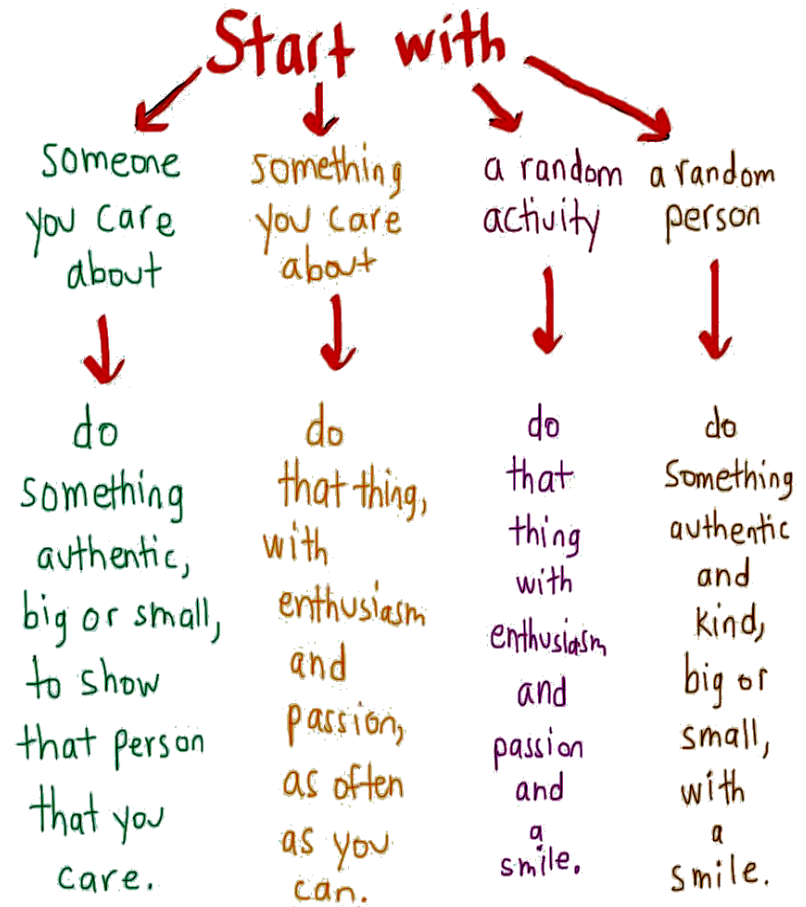 Start with
someone
you care
about
do
something
authentic,
big or small,
to show
that person
that you
care.
something
you care
about
do
that thing,
with
enthusiasm
and
passion,
as often
as you
can.
a random
activity
do
that
thing
with
enthusiasm
and
passion
and
a
smile.
a random
person
do
something
authentic
and
kind,
big or
small,
with
a
smile.